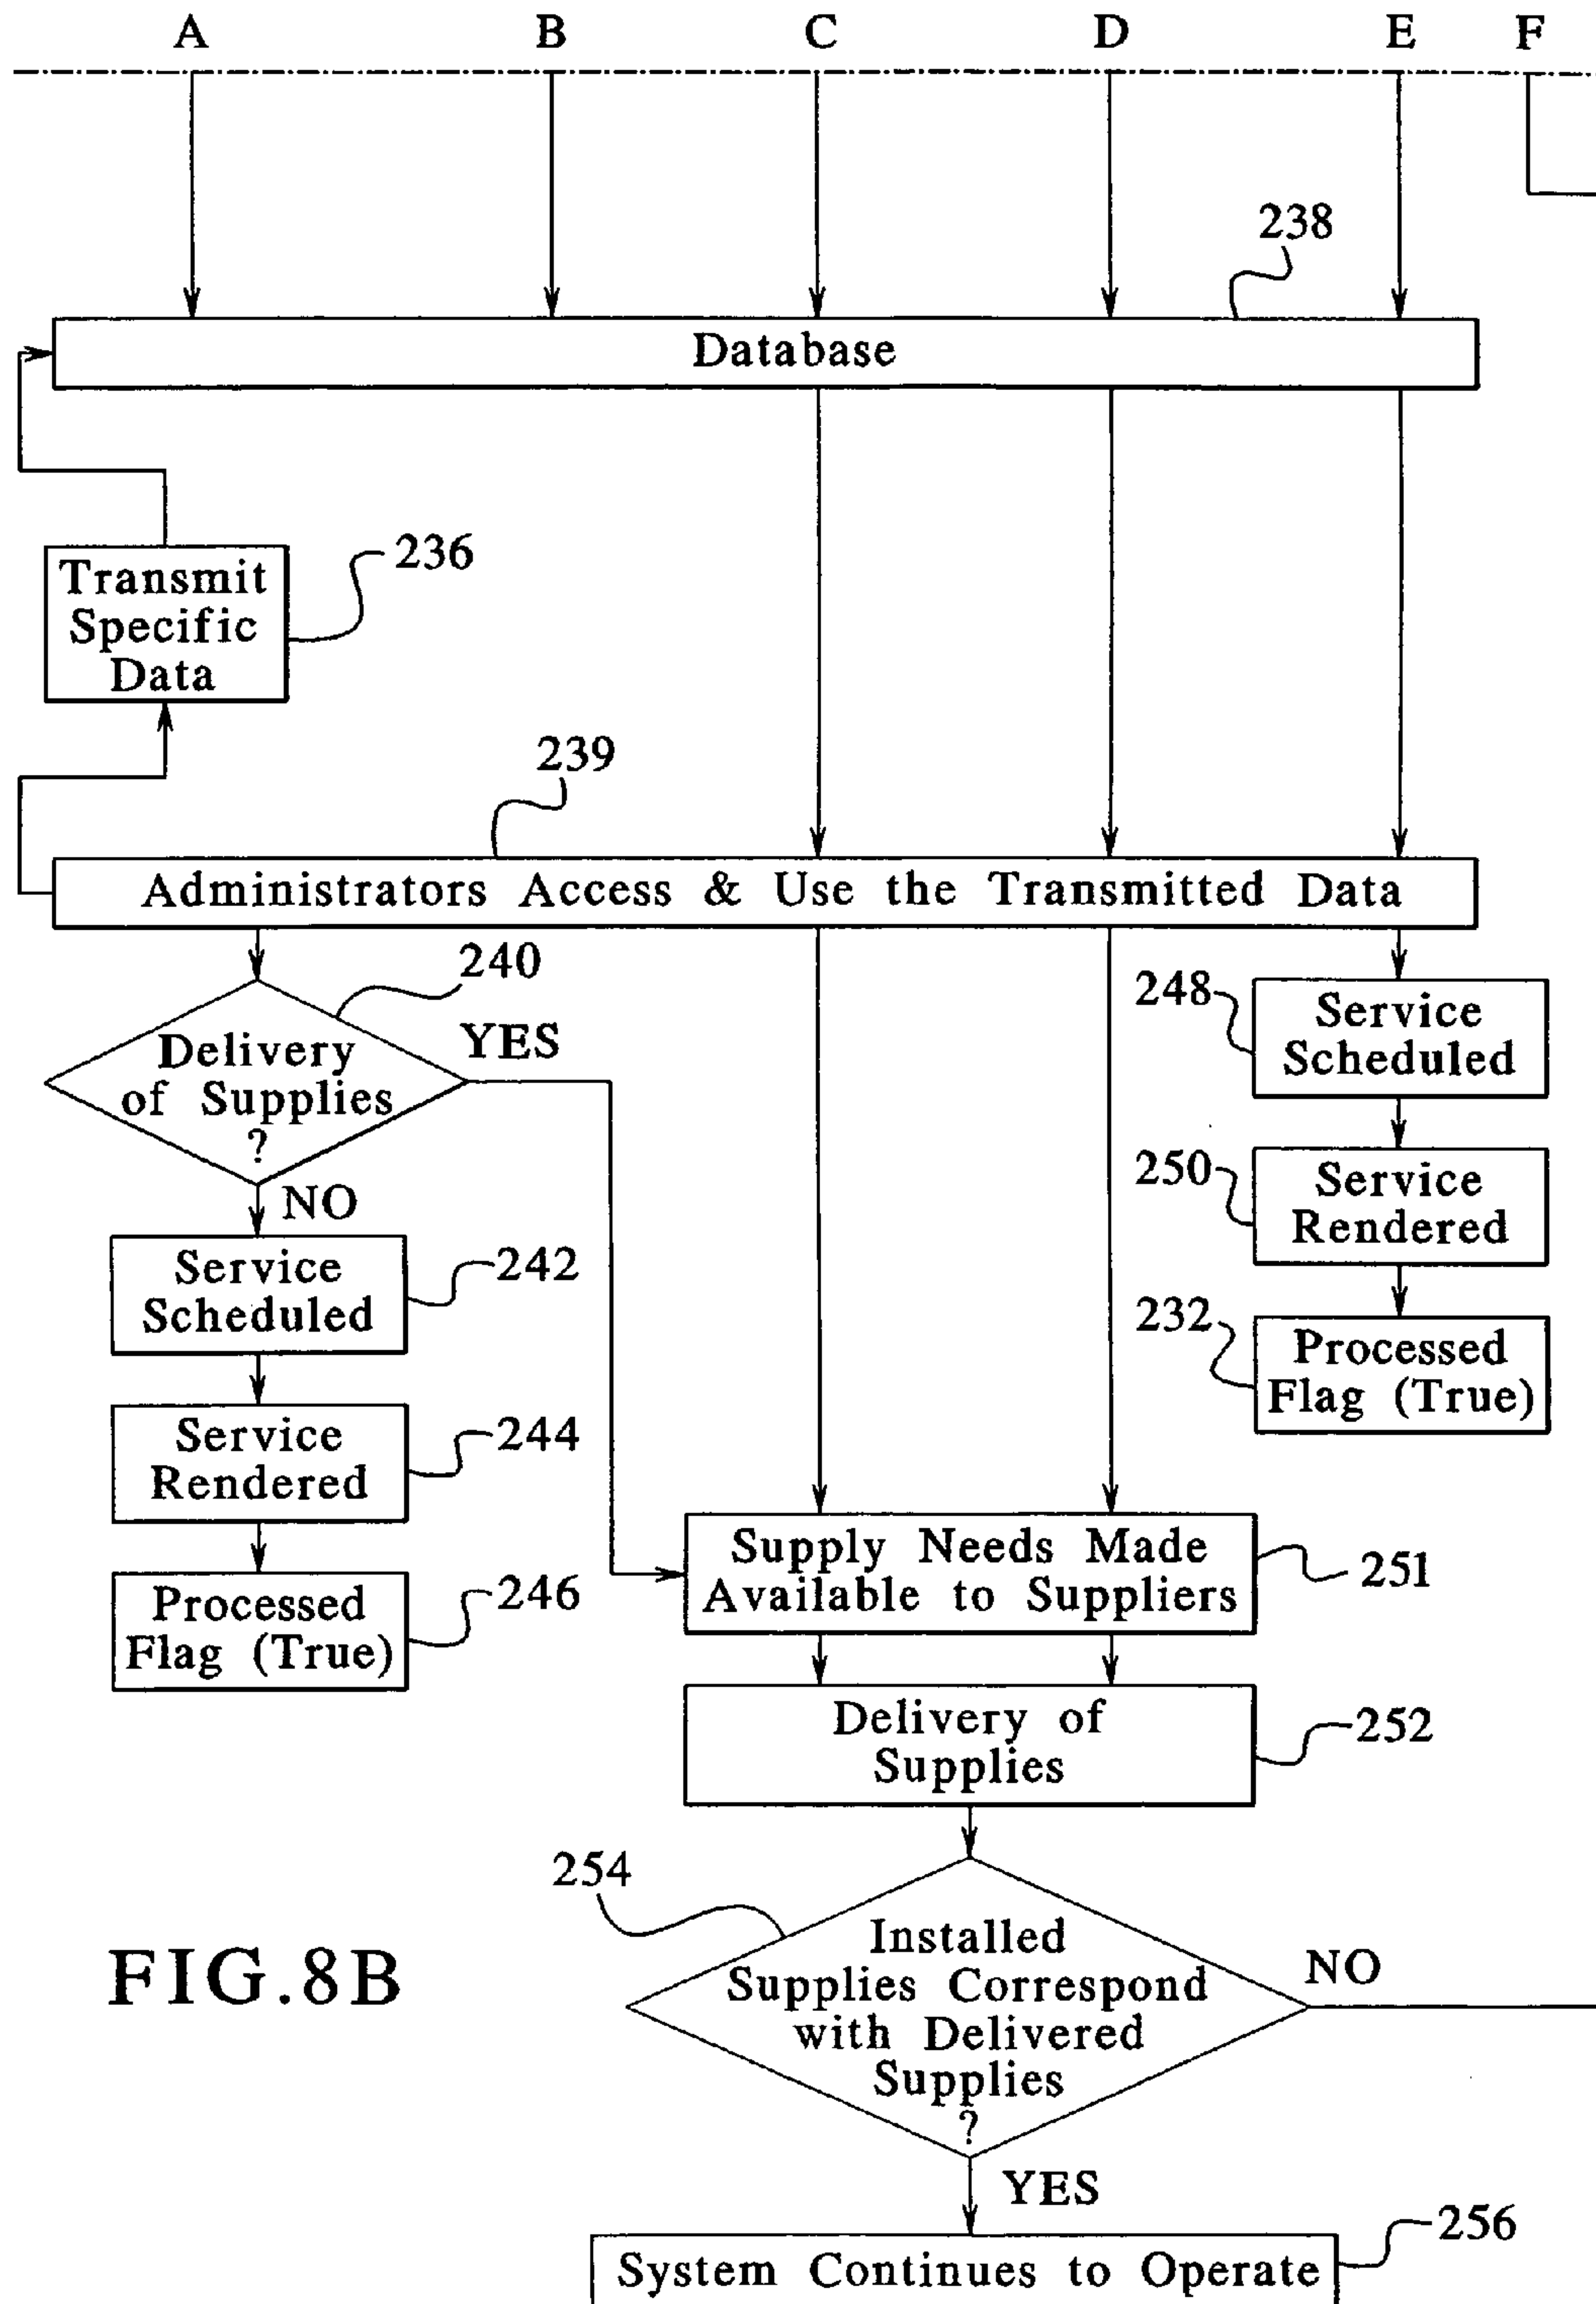 A B C D E F
238
Database
236
Transmit
Specific
Data
239
Administrators Access & Use the Transmitted Data
240
Delivery
of Supplies
?
YES
NO
248
Service
Scheduled
250
Service
Rendered
232
Processed
Flag (True)
Service
Scheduled
242
Service
Rendered
244
Processed
Flag (True)
246
Supply Needs Made
Available to Suppliers
251
Delivery of
Supplies
252
254
Installed
Supplies Correspond
with Delivered
Supplies
?
NO
YES
FIG.8B
System Continues to Operate
256